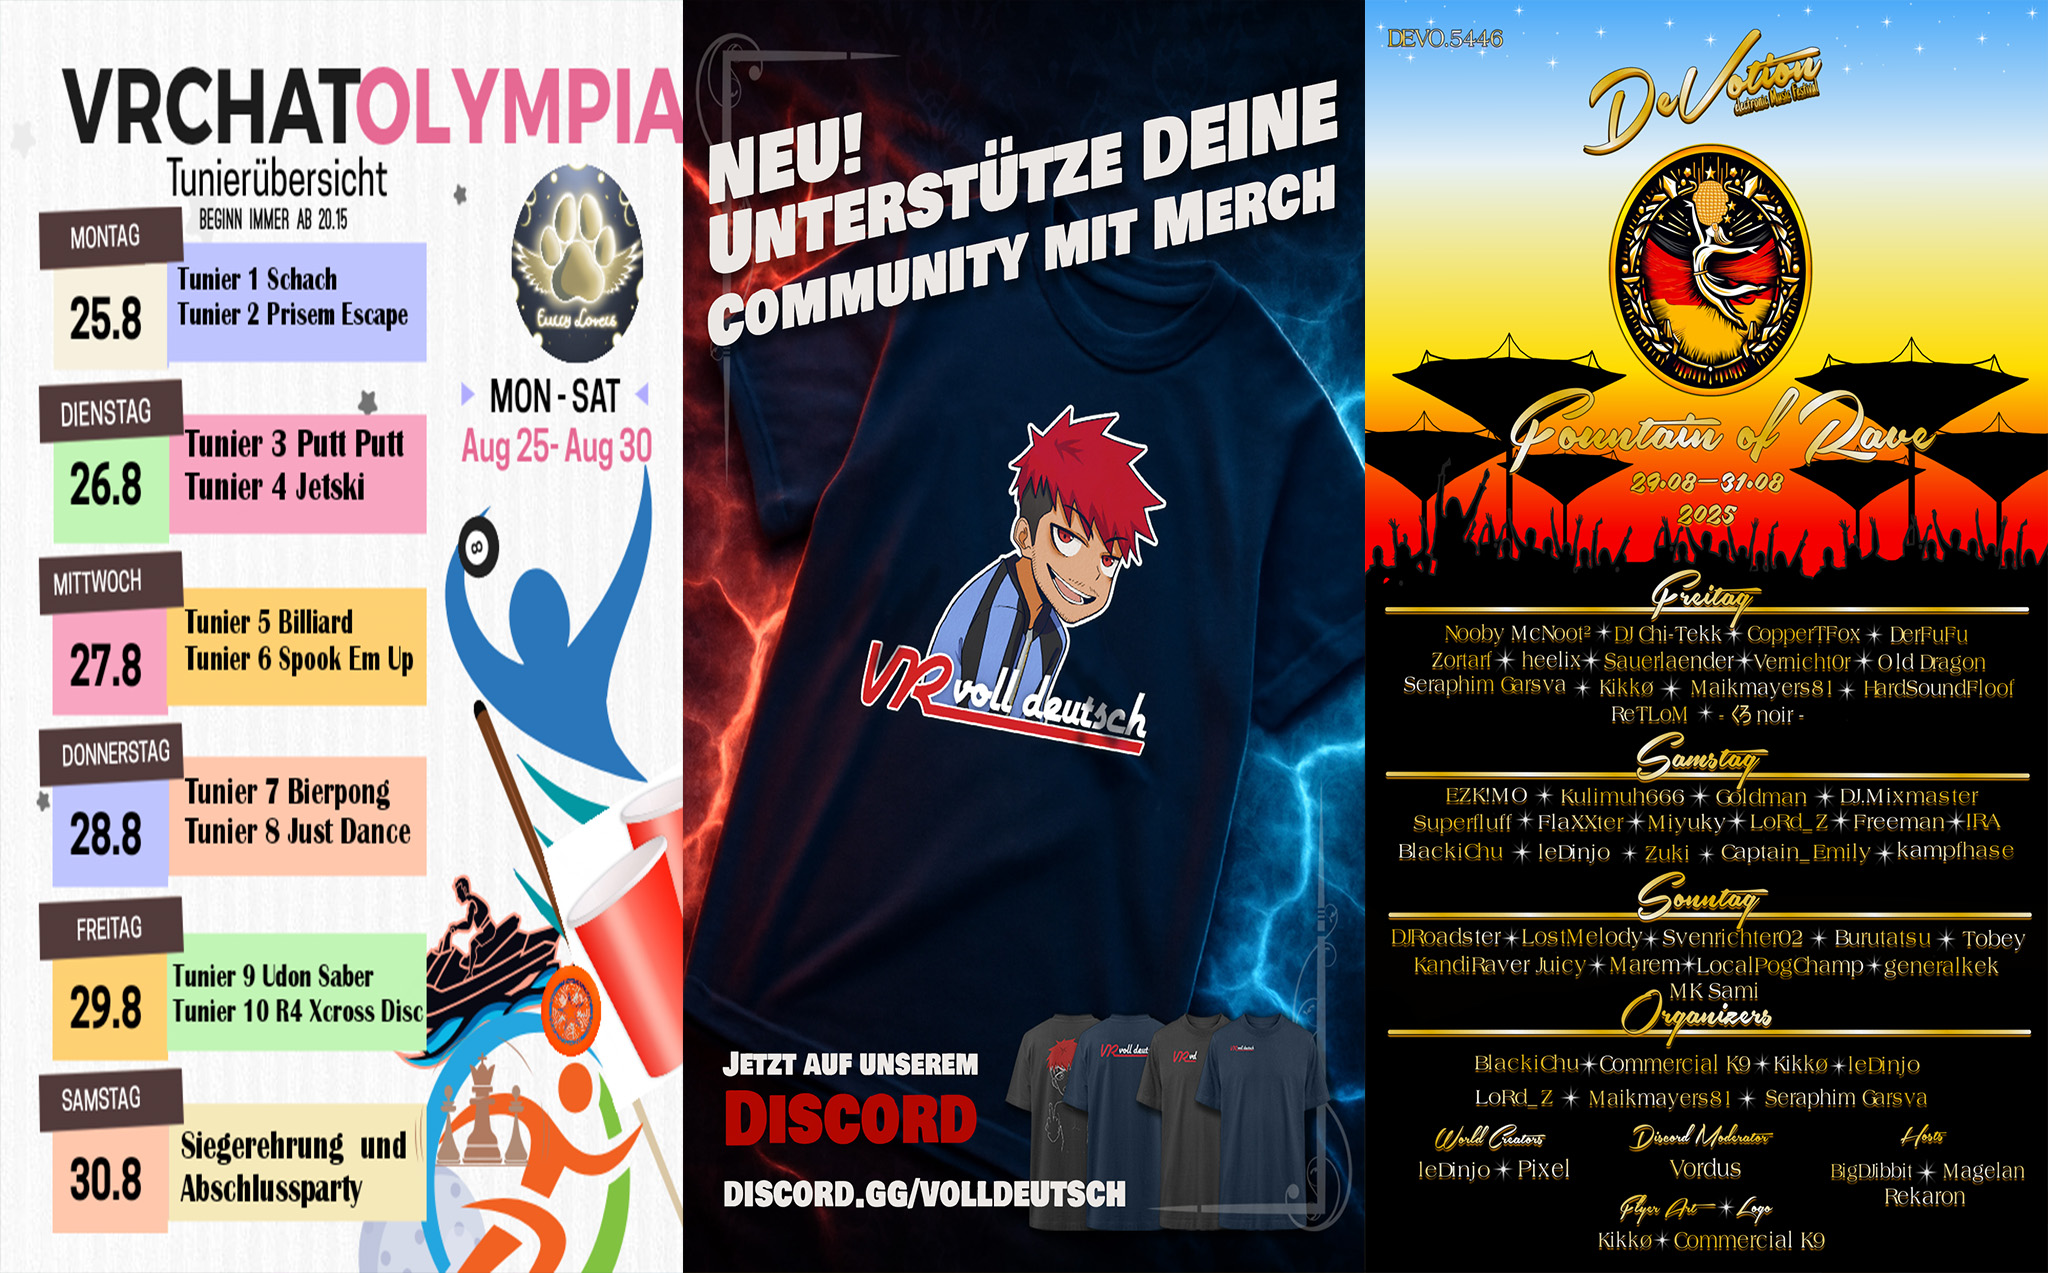 VRCHATOLYMPIA
Tunierübersicht
BEGINN IMMER AB 20.15
MONTAG
25.8
Tunier 1 Schach
Tunier 2 Prisem Escape
DIENSTAG
26.8
Tunier 3 Putt Putt
Tunier 4 Jetski
MITTWOCH
27.8
Tunier 5 Billiard
Tunier 6 Spook Em Up
DONNERSTAG
28.8
Tunier 7 Bierpong
Tunier 8 Just Dance
FREITAG
29.8
Tunier 9 Udon Saber
Tunier 10 R4 Xcross Disc
SAMSTAG
30.8
Siegerehrung und
Abschlussparty
MON - SAT
Aug 25- Aug 30
8
NEU!
UNTERSTÜTZE DEINE
COMMUNITY MIT MERCH
VR voll deutsch
JETZT AUF UNSEREM
DISCORD
DISCORD.GG/VOLLDEUTSCH
DEVO.5446
DeVotion
electronic Music Festival
Fountain of Rave
29.08—31.08
2025
Freitag
Nooby McNoot² ✦ DJ Chi-Tekk ✦ CopperTFox ✦ DerFuFu
Zortarf ✦ heelix ✦ Sauerlaender ✦ Vernicht0r ✦ Old Dragon
Seraphim Garsva ✦ Kikkø ✦ Maikmayers81 ✦ HardSoundFloof
ReTLoM ✦ - <3 noir -
Samstag
EZK!MO ✦ Kulimuh666 ✦ Goldman ✦ DJ.Mixmaster
Superfluff ✦ FlaXXter ✦ Miyuky ✦ LoRd_Z ✦ Freeman ✦ IRA
BlackiChu ✦ leDinjo ✦ Zuki ✦ Captain_Emily ✦ kampfhase
Sonntag
DJRoadster ✦ LostMelody ✦ Svenrichter02 ✦ Burutatsu ✦ Tobey
KandiRaver Juicy ✦ Marem ✦ LocalPogChamp ✦ generalkek
MK Sami
Organizers
BlackiChu ✦ Commercial K9 ✦ Kikkø ✦ leDinjo
LoRd_Z ✦ Maikmayers81 ✦ Seraphim Garsva
World Creators
leDinjo ✦ Pixel
Discord Moderator
Vordus
Hosts
BigDJibbit ✦ Magelan
Rekaron
Flyer Art ✦ Logo
Kikkø ✦ Commercial K9